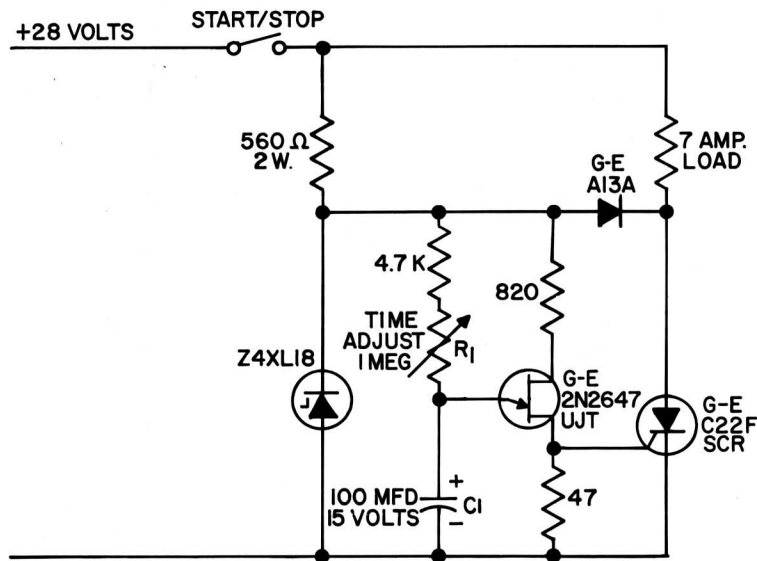 START/STOP
+28 VOLTS
560 Ω
2 W.
7 AMP.
LOAD
G-E
A13A
4.7 K
820
TIME
ADJUST
1 MEG
R1
Z4XL18
G-E
2N2647
UJT
G-E
C22F
SCR
+
100 MFD
15 VOLTS
C1
−
47